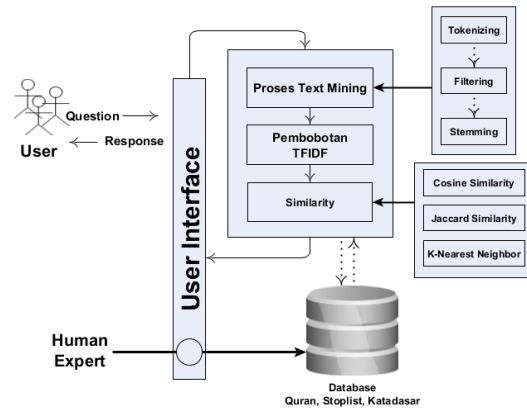 Question
Response
User
User Interface
Proses Text Mining
Pembobotan
TFIDF
Similarity
Tokenizing
Filtering
Stemming
Cosine Similarity
Jaccard Similarity
K-Nearest Neighbor
Human
Expert
Database
Quran, Stoplist, Katadasar